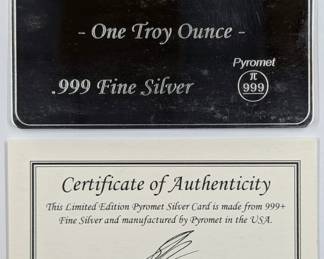 - One Troy Ounce -
Pyromet
.999 Fine Silver
π
999
Certificate of Authenticity
This Limited Edition Pyromet Silver Card is made from 999+
Fine Silver and manufactured by Pyromet in the USA.